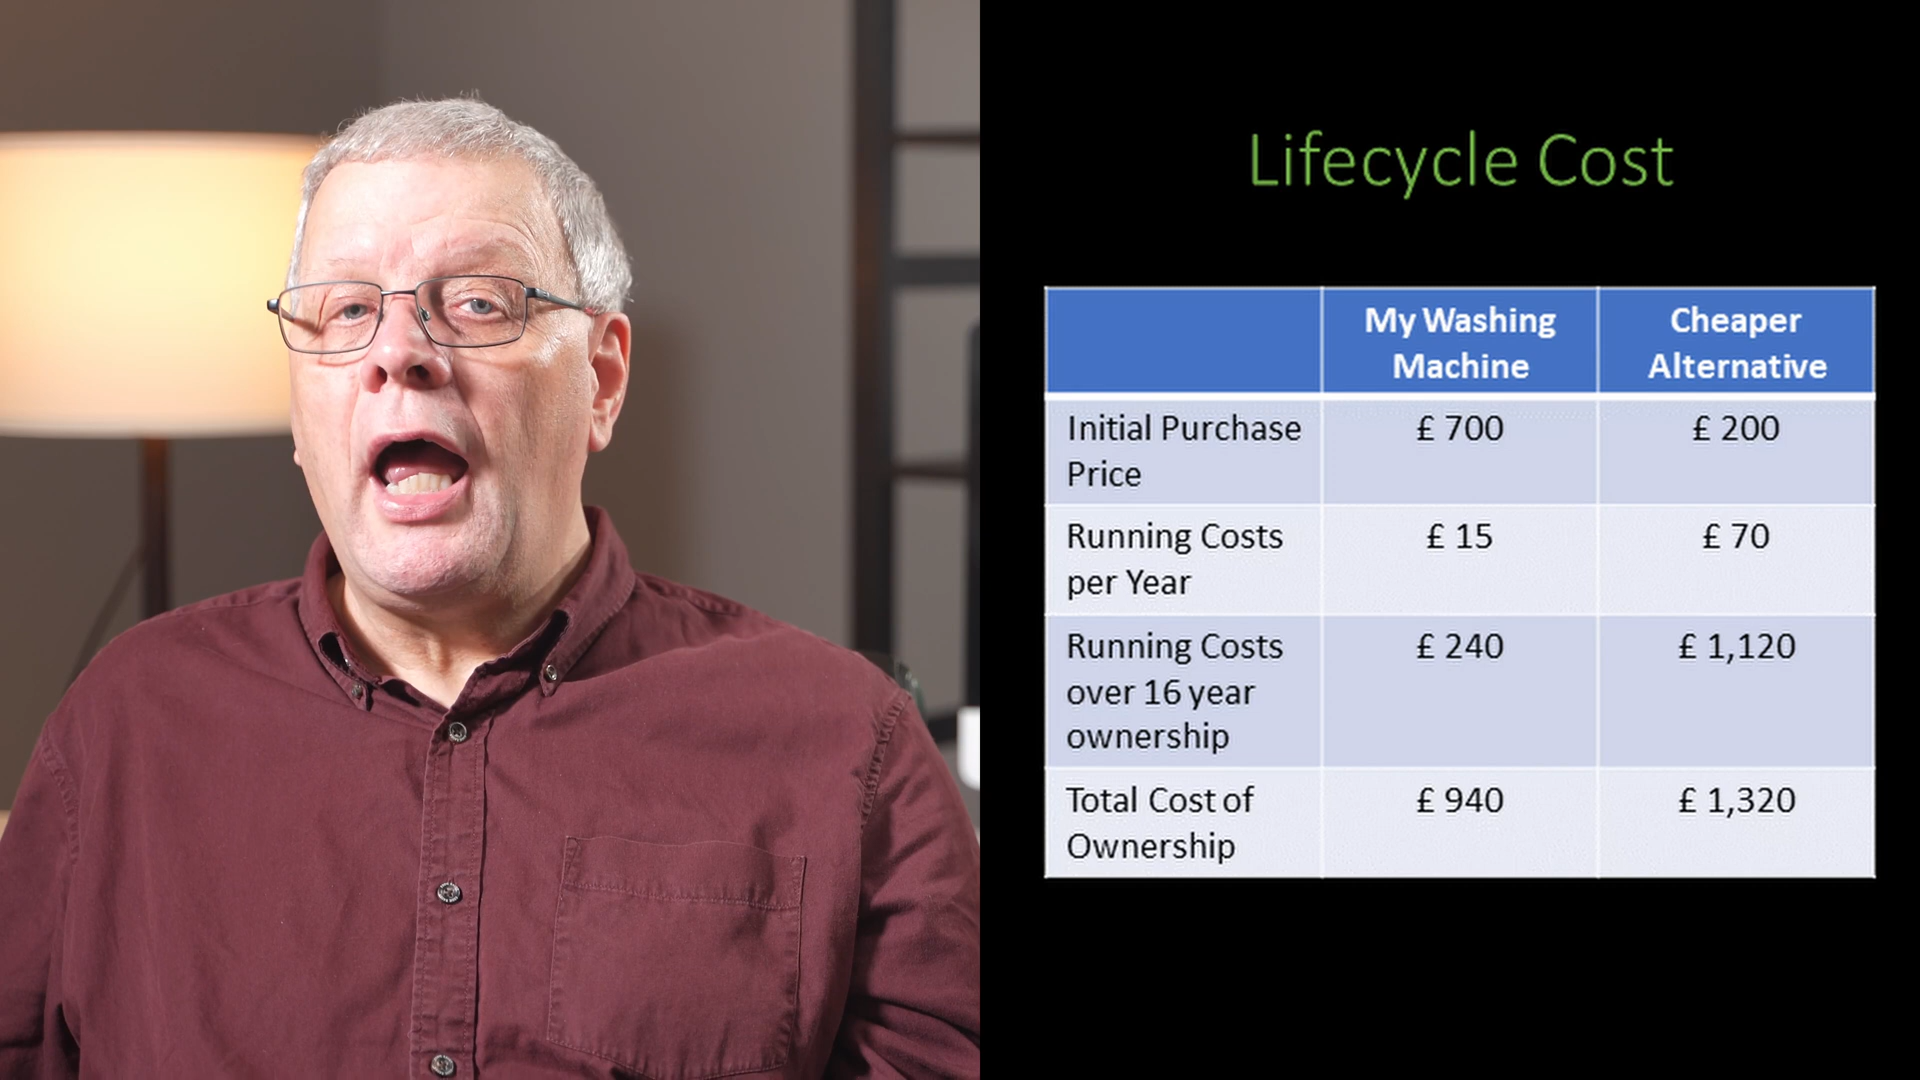 Lifecycle Cost
My Washing
Machine
Cheaper
Alternative
Initial Purchase
Price
£ 700
£ 200
Running Costs
per Year
£ 15
£ 70
Running Costs
over 16 year
ownership
£ 240
£ 1,120
Total Cost of
Ownership
£ 940
£ 1,320